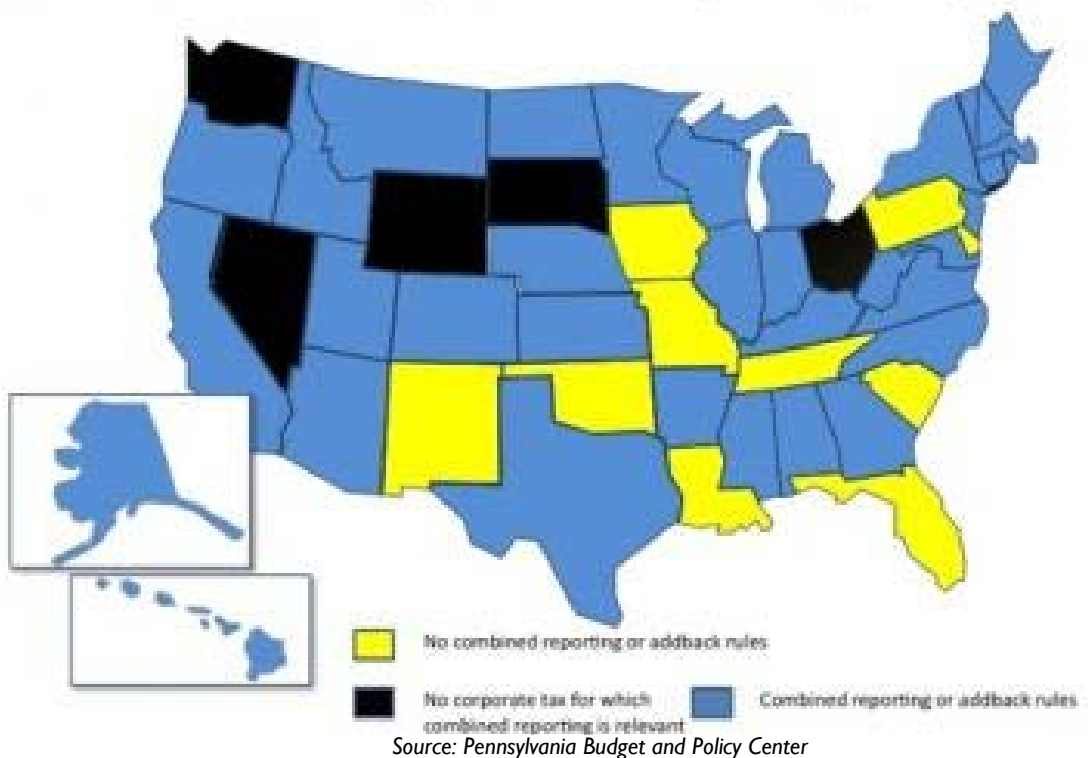 No combined reporting or addback rules
No corporate tax for which
combined reporting is relevant
Combined reporting or addback rules
Source: Pennsylvania Budget and Policy Center